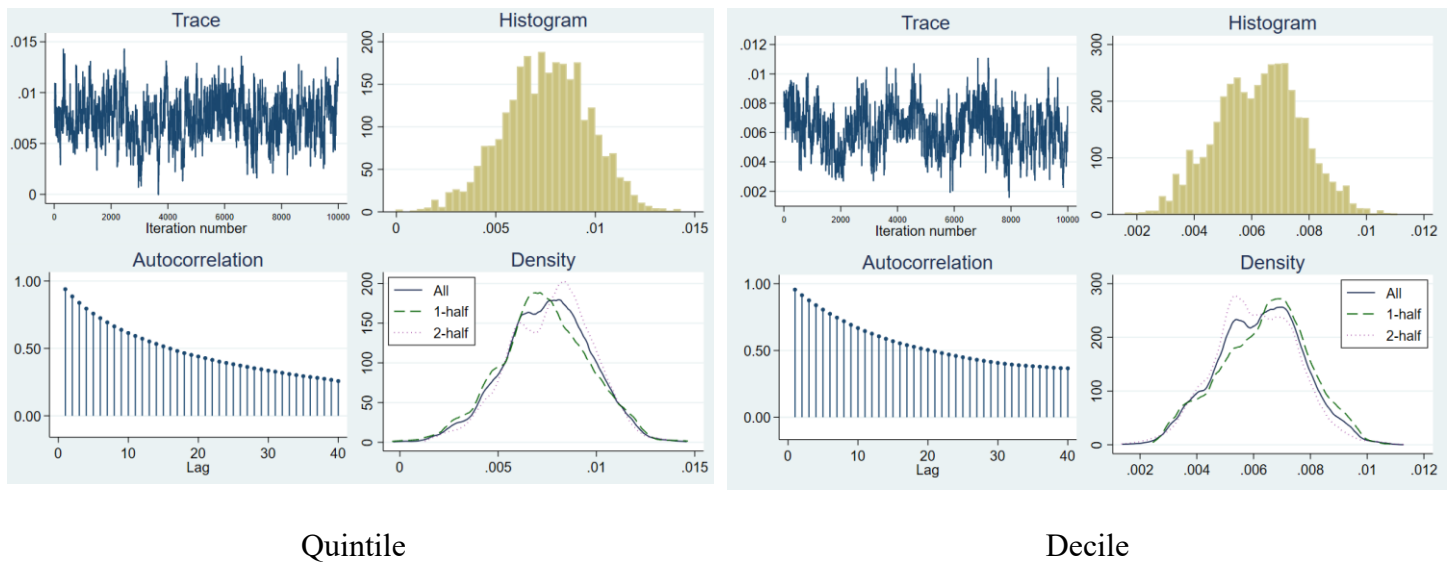 Trace
.015
.01
.005
0
0 2000 4000 6000 8000 10000
Iteration number
Histogram
200
150
100
50
0
0 .005 .01 .015
Autocorrelation
1.00
0.50
0.00
0 10 20 30 40
Lag
Density
200
150
100
50
0
All
1-half
2-half
0 .005 .01 .015
Quintile
Trace
.012
.01
.008
.006
.004
.002
0 2000 4000 6000 8000 10000
Iteration number
Histogram
300
200
100
0
.002 .004 .006 .008 .01 .012
Autocorrelation
1.00
0.50
0.00
0 10 20 30 40
Lag
Density
300
200
100
0
All
1-half
2-half
.002 .004 .006 .008 .01 .012
Decile